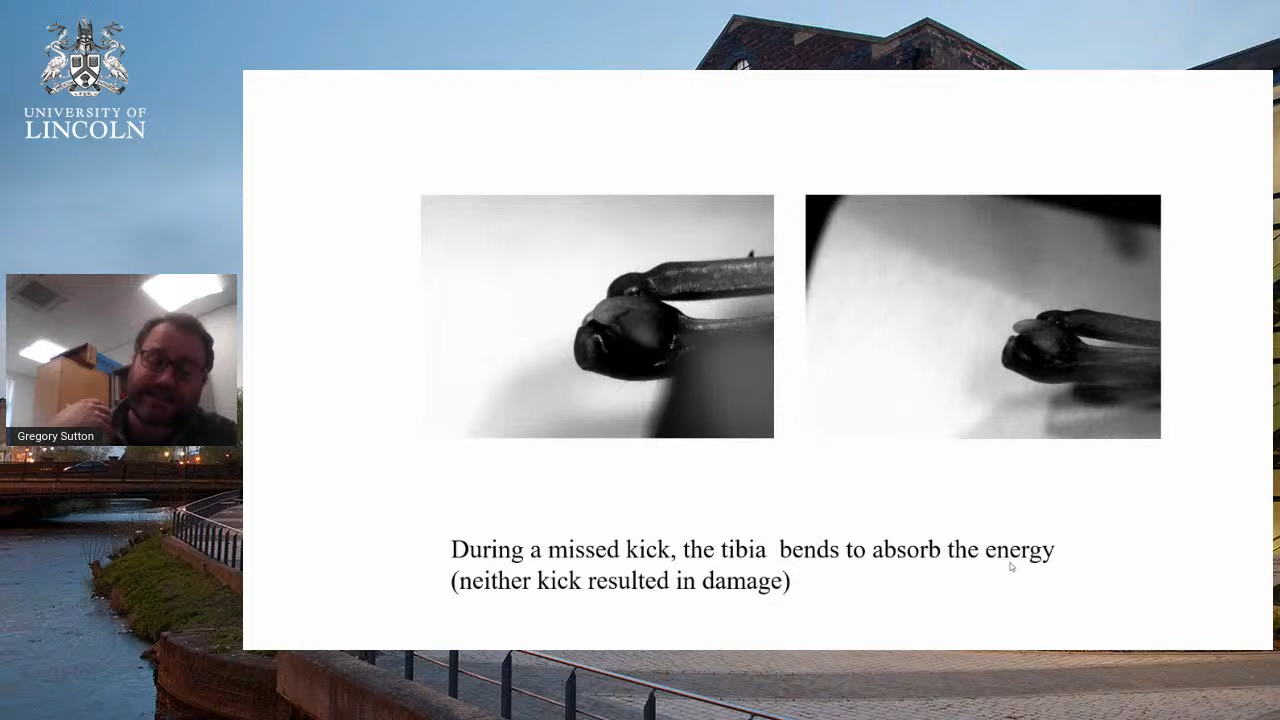 UNIVERSITY OF
LINCOLN
Gregory Sutton
During a missed kick, the tibia  bends to absorb the energy
(neither kick resulted in damage)